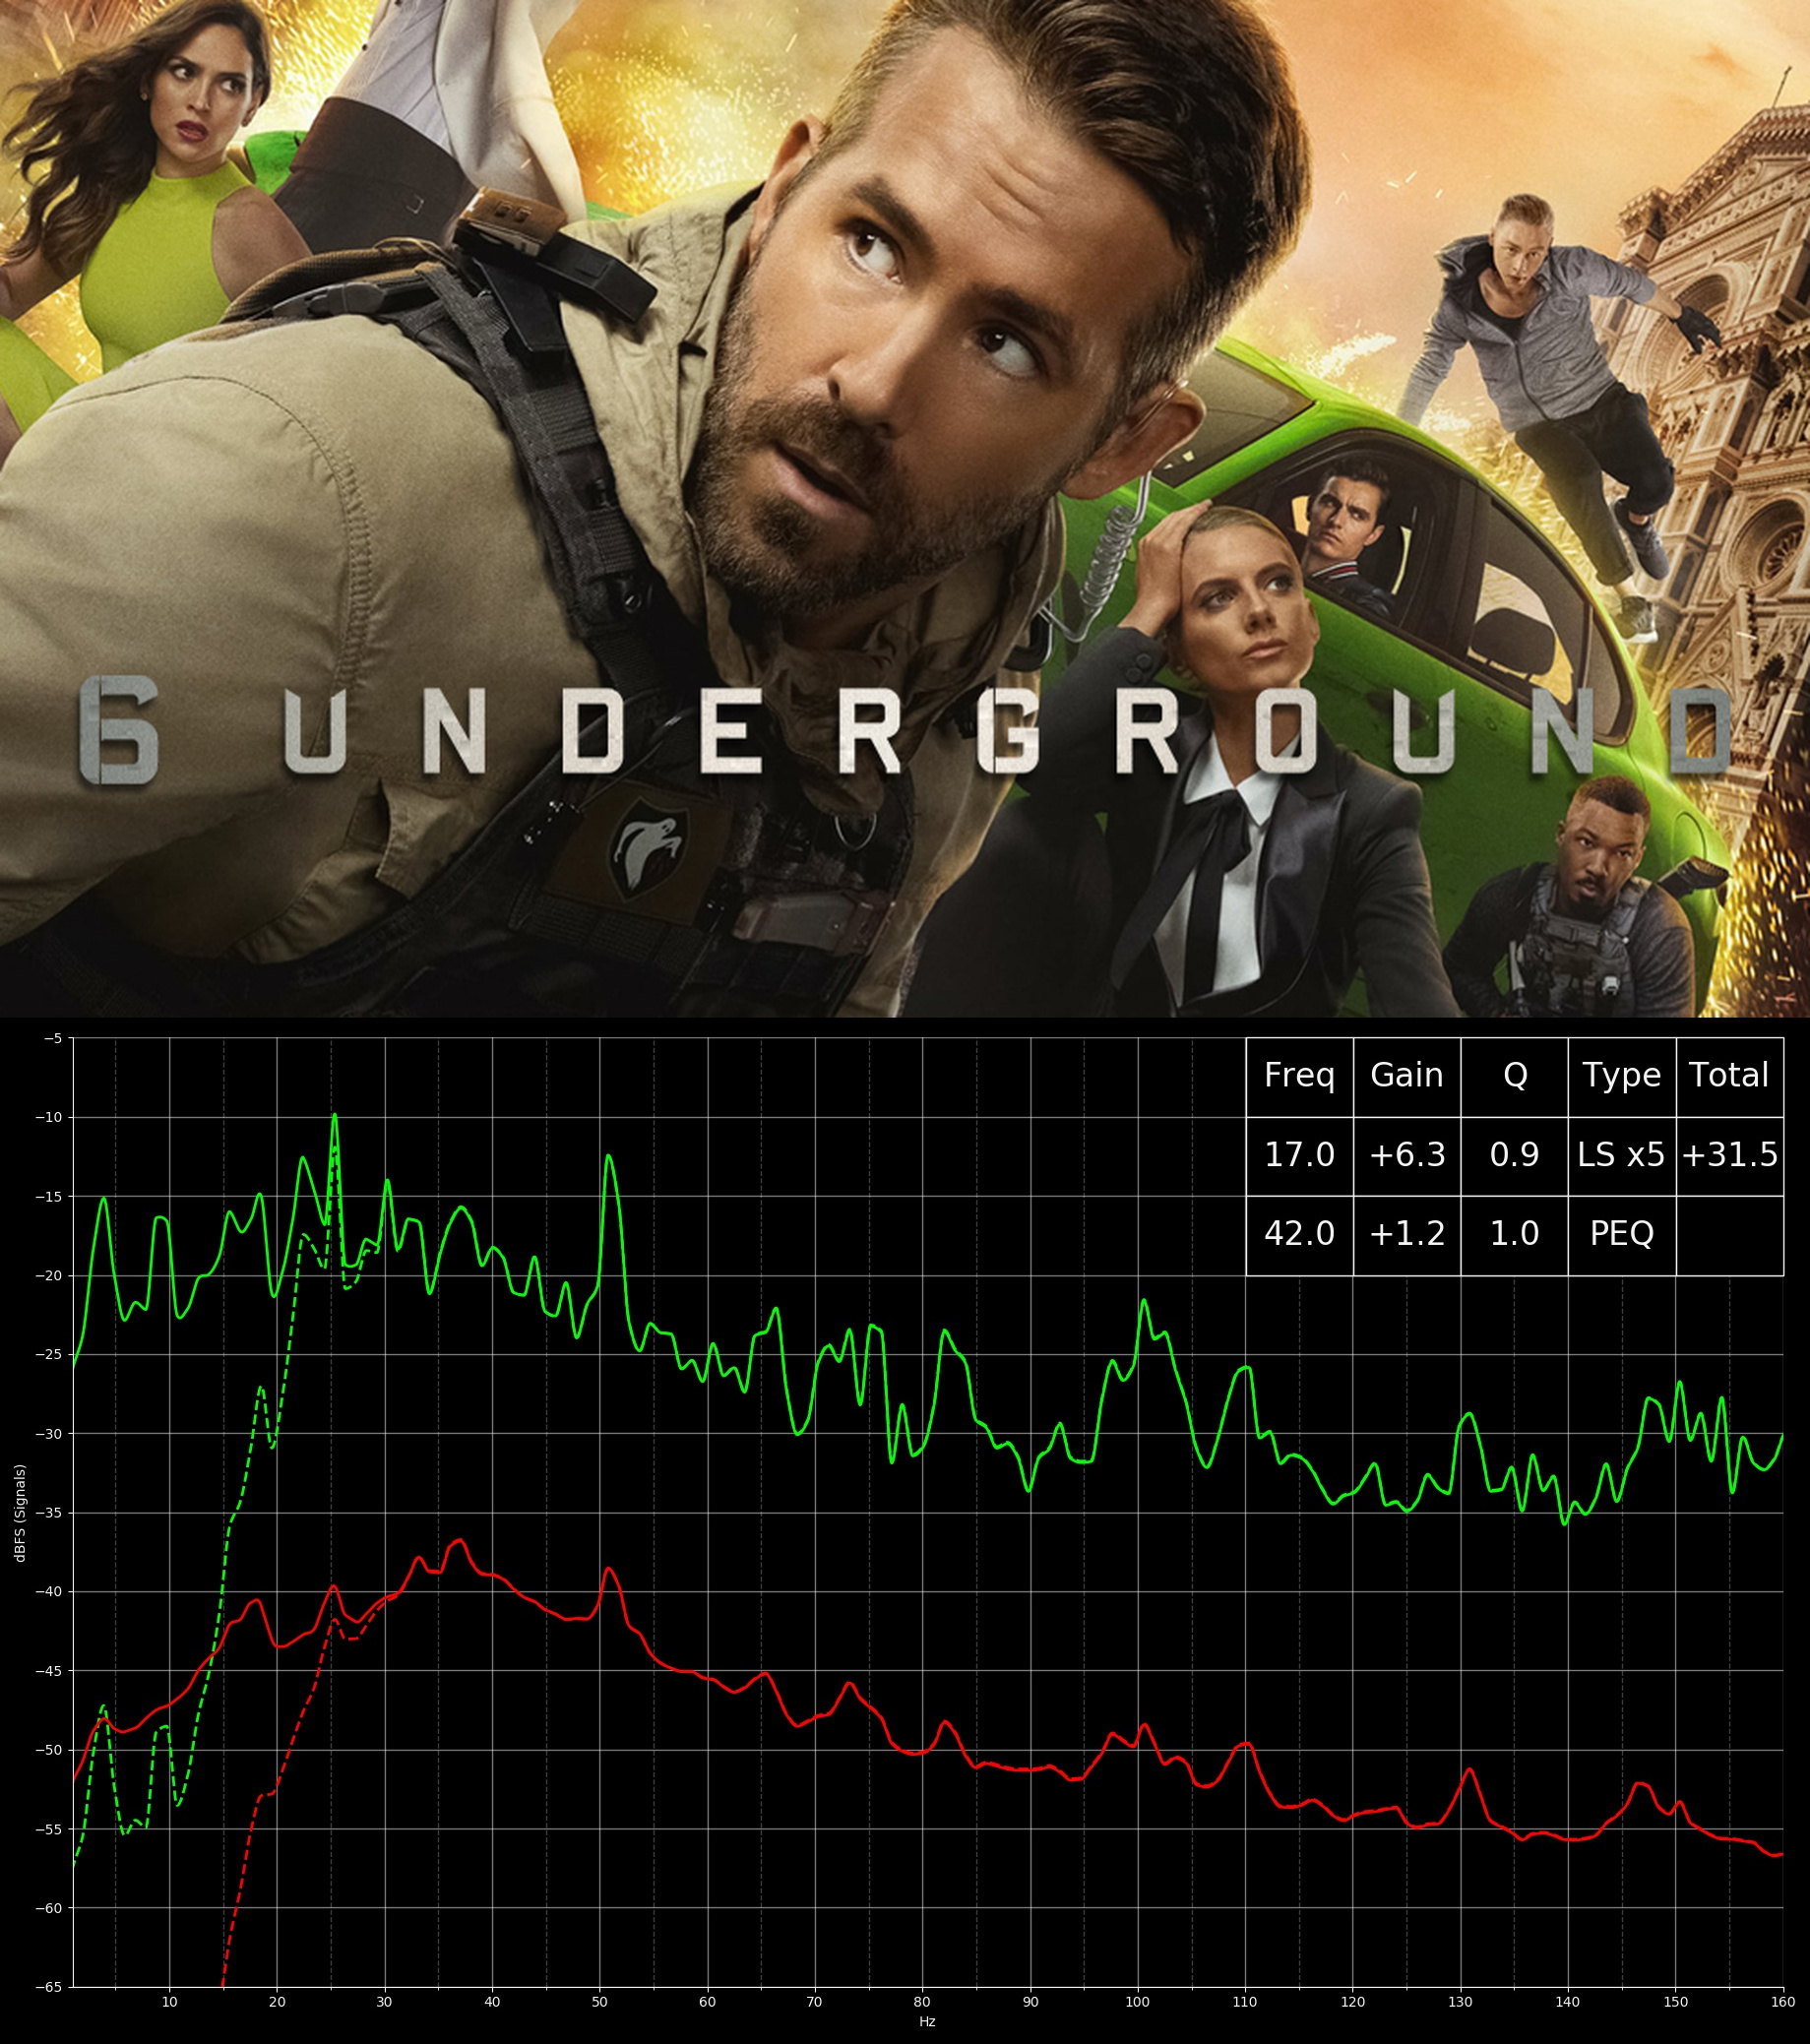 6 UNDERGROUND
Freq Gain Q Type Total
17.0 +6.3 0.9 LS x5 +31.5
42.0 +1.2 1.0 PEQ
−5
−10
−15
−20
−25
−30
−35
−40
−45
−50
−55
−60
−65
dBFS (Signals)
10 20 30 40 50 60 70 80 90 100 110 120 130 140 150 160
Hz